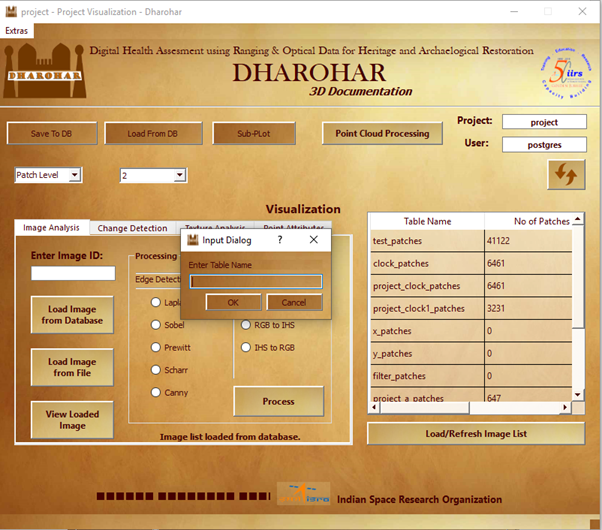 project - Project Visualization - Dharohar
Extras
Digital Health Assesment using Ranging & Optical Data for Heritage and Archaelogical Restoration
DHAROHAR
DHAROHAR
3D Documentation
iirs
Capacity Building
Save To DB
Load From DB
Sub-PLot
Point Cloud Processing
Project:
project
User:
postgres
Patch Level
2
Visualization
Image Analysis
Change Detection
Texture Analysis
Point Attributes
Enter Image ID:
Load Image
from Database
Load Image
from File
View Loaded
Image
Processing
Edge Detecti
Lapla
Sobel
Prewitt
Scharr
Canny
RGB to IHS
IHS to RGB
Process
Image list loaded from database.
Input Dialog
?
Enter Table Name
OK
Cancel
Table Name
No of Patches
test_patches
41122
clock_patches
6461
project_clock_patches
6461
project_clock1_patches
3231
x_patches
0
y_patches
0
filter_patches
0
project_a_patches
647
Load/Refresh Image List
Indian Space Research Organization